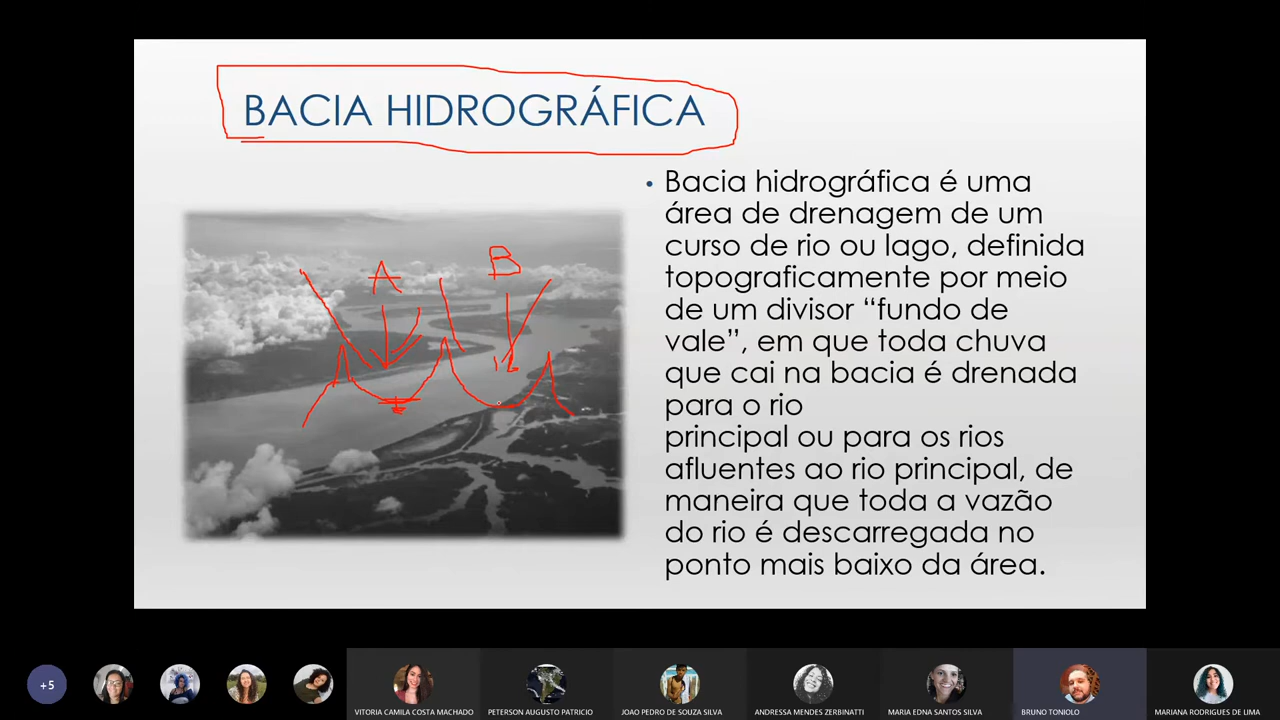 BACIA HIDROGRÁFICA
A
B
• Bacia hidrográfica é uma
área de drenagem de um
curso de rio ou lago, definida
topograficamente por meio
de um divisor “fundo de
vale”, em que toda chuva
que cai na bacia é drenada
para o rio
principal ou para os rios
afluentes ao rio principal, de
maneira que toda a vazão
do rio é descarregada no
ponto mais baixo da área.
+5
VITORIA CAMILA COSTA MACHADO
PETERSON AUGUSTO PATRICIO
JOAO PEDRO DE SOUZA SILVA
ANDRESSA MENDES ZERBINATTI
MARIA EDNA SANTOS SILVA
BRUNO TONIOLO
MARIANA RODRIGUES DE LIMA